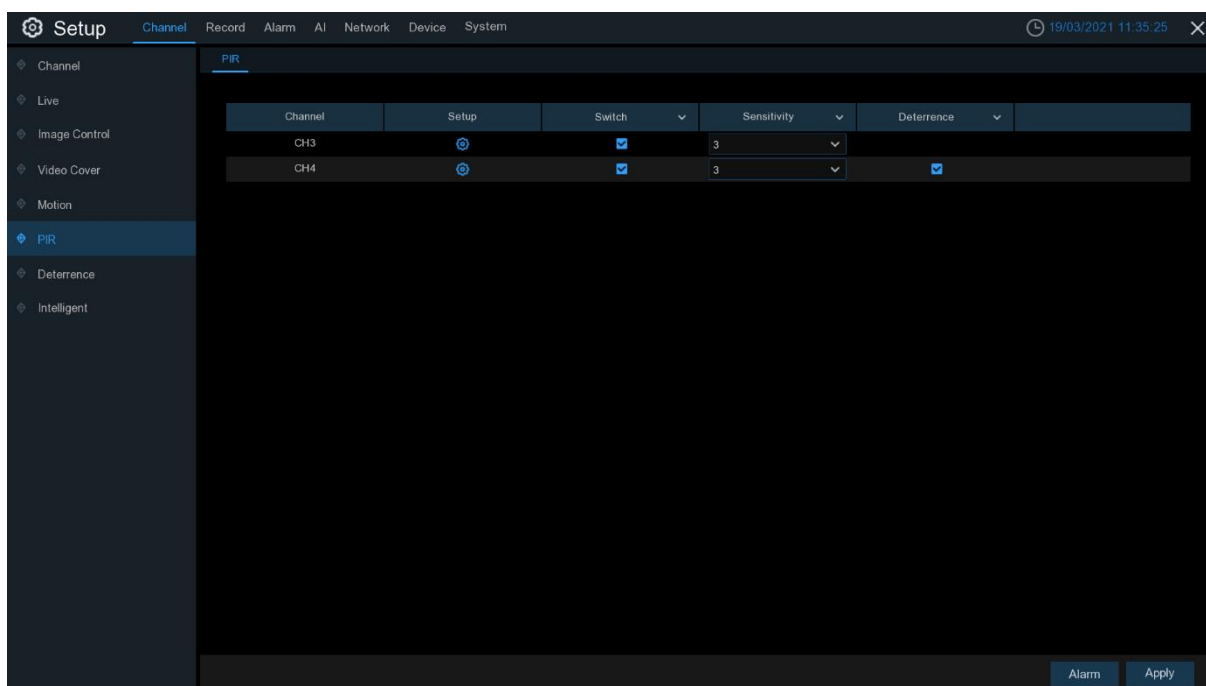 Setup Channel Record Alarm AI Network Device System 19/03/2021 11:35:25
Channel
Live
Image Control
Video Cover
Motion
PIR
Deterrence
Intelligent
PIR
Channel Setup Switch Sensitivity Deterrence
CH3 3
CH4 3
Alarm Apply